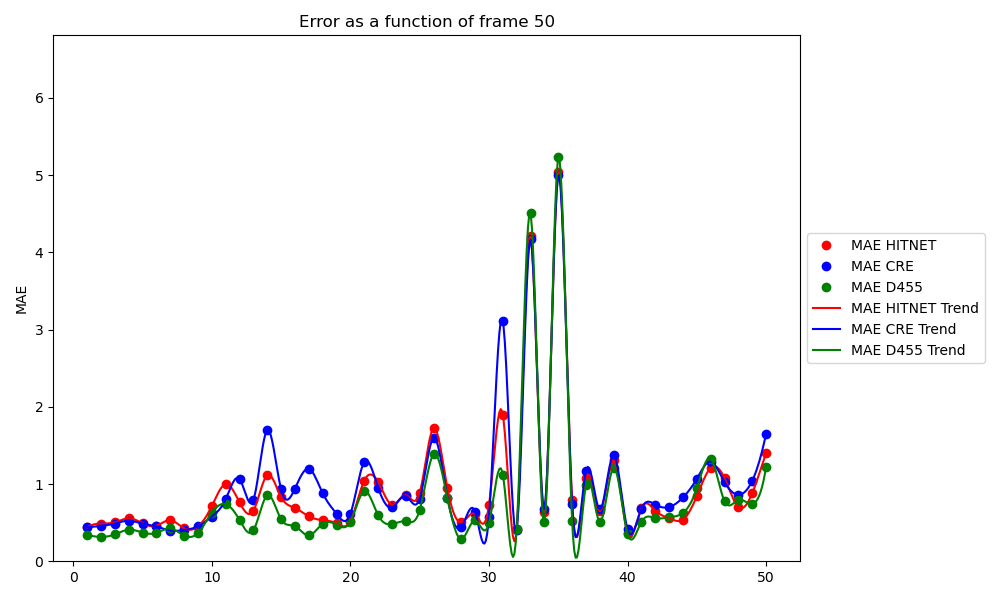 Error as a function of frame 50
MAE
6
5
4
3
2
1
0
0 10 20 30 40 50
MAE HITNET
MAE CRE
MAE D455
MAE HITNET Trend
MAE CRE Trend
MAE D455 Trend